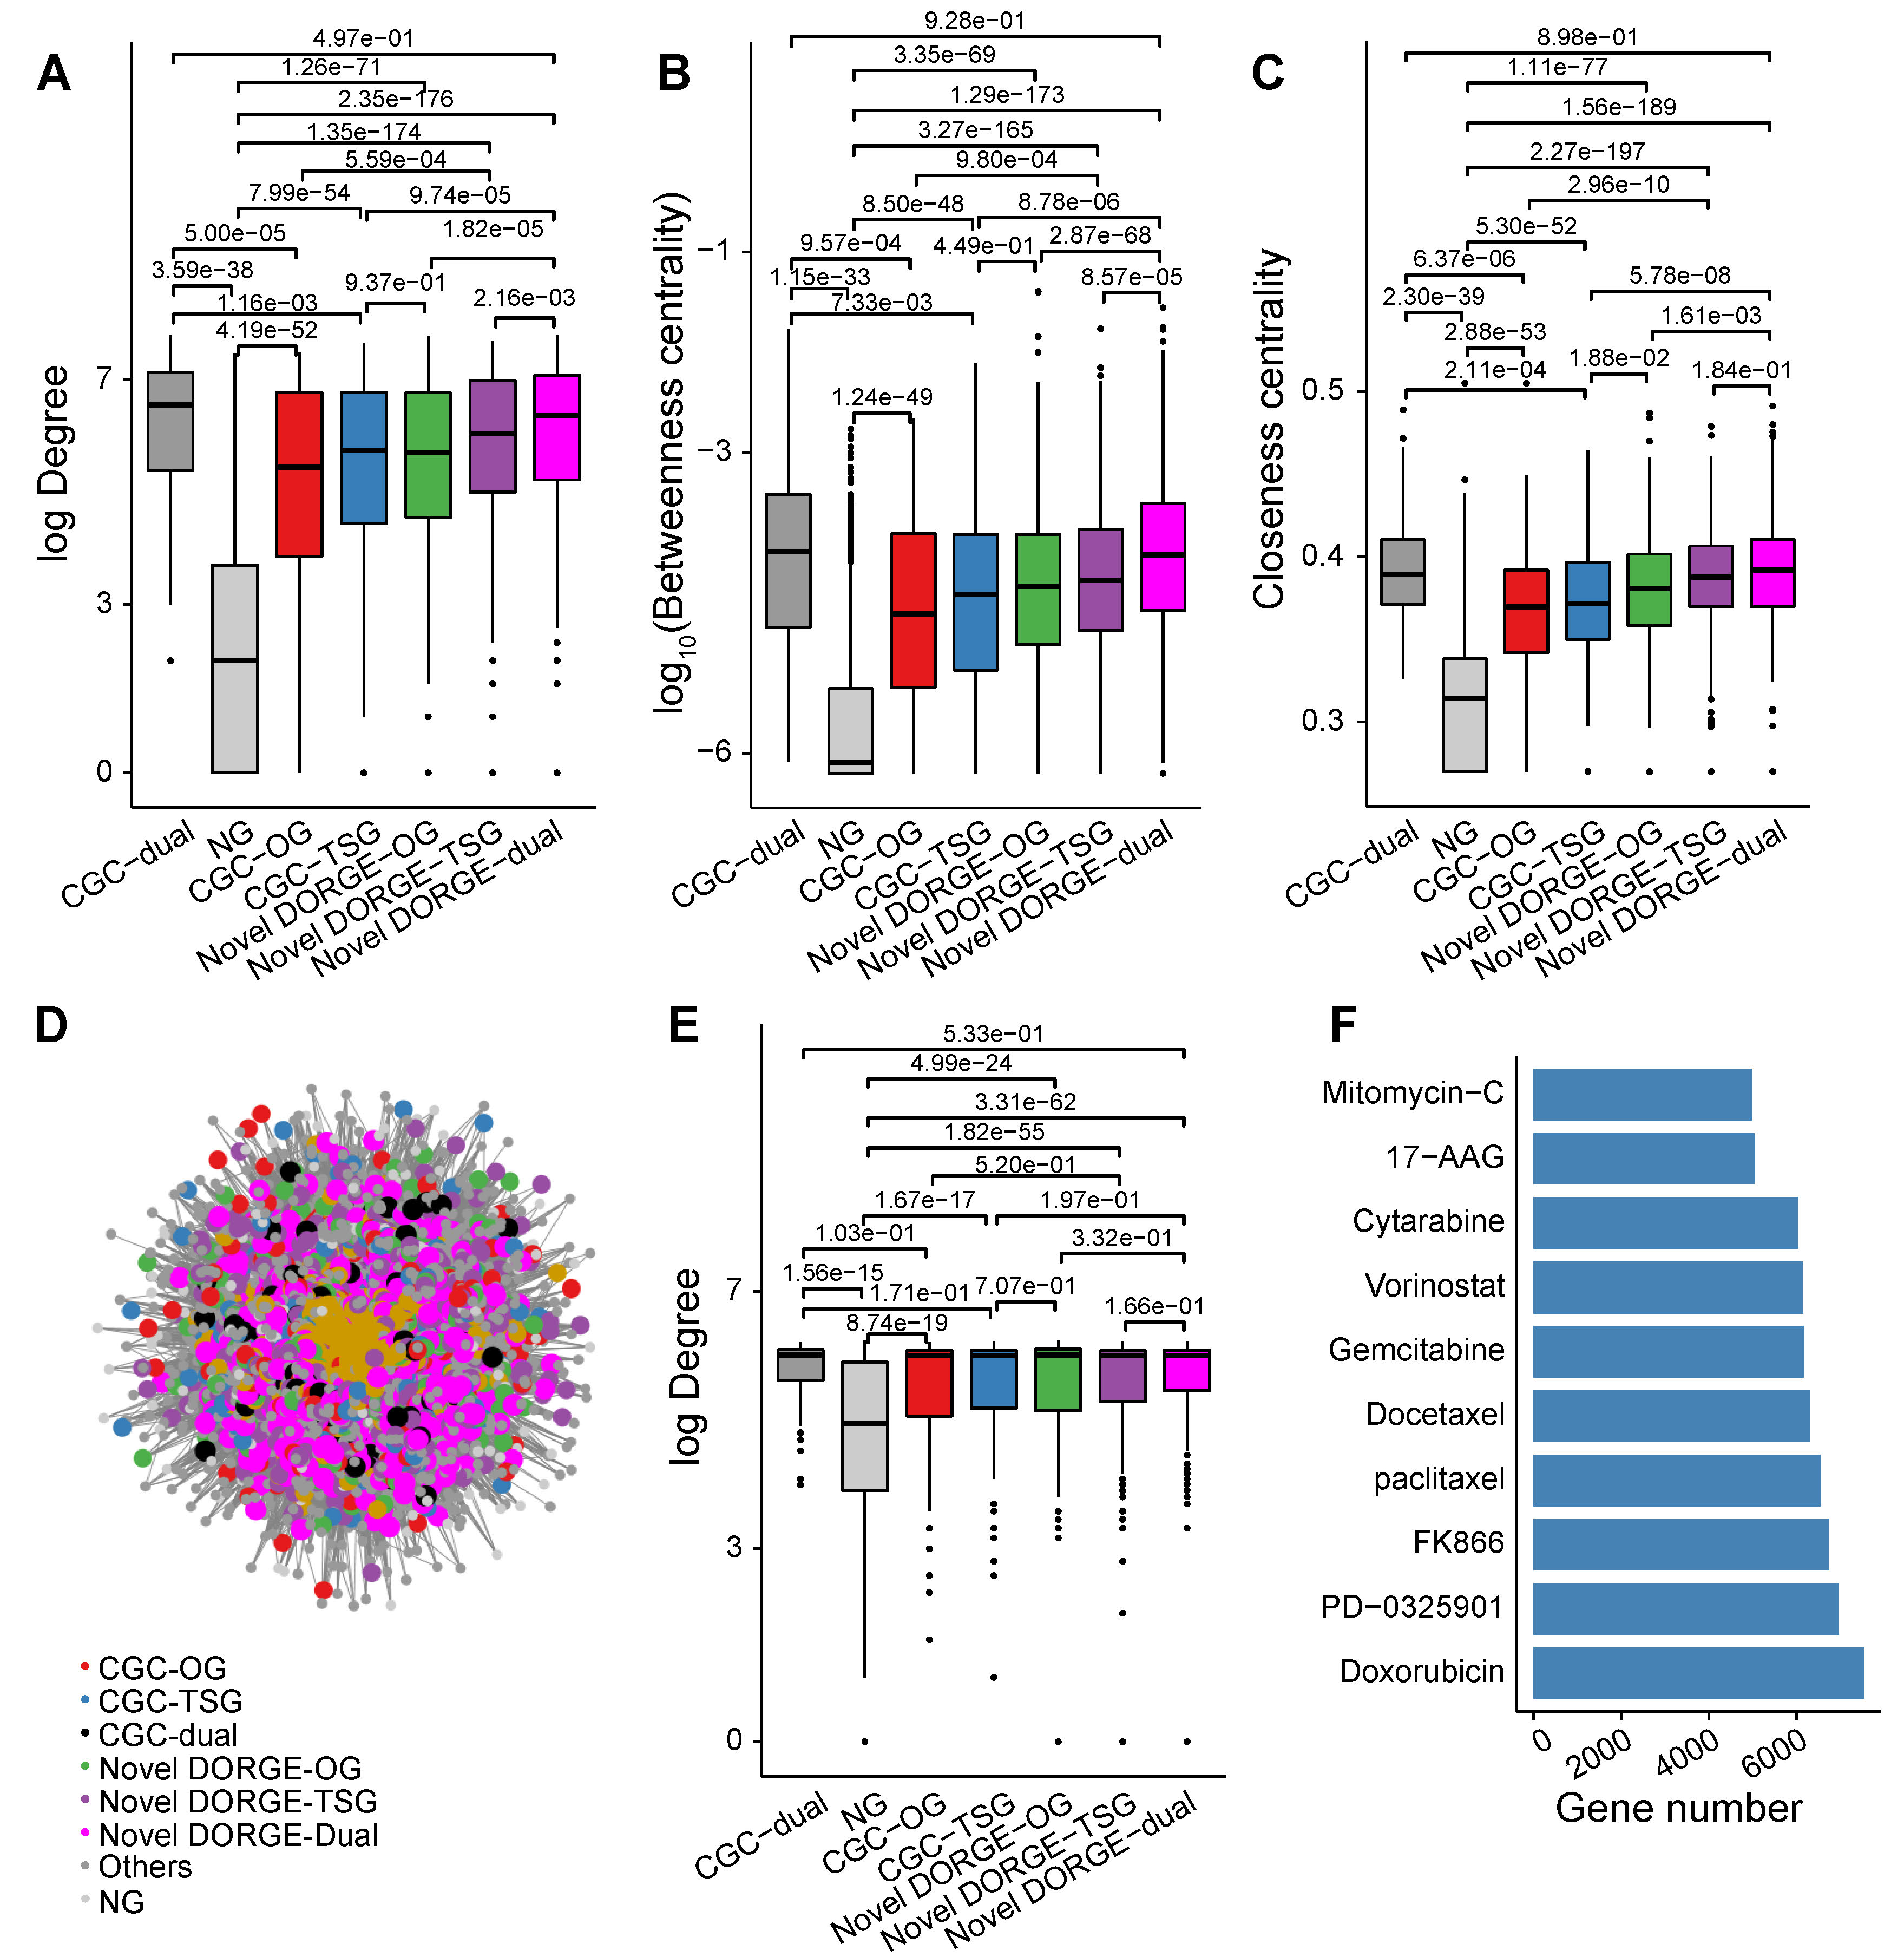 A
4.97e−01
1.26e−71
2.35e−176
1.35e−174
5.59e−04
7.99e−54
9.74e−05
5.00e−05
1.82e−05
3.59e−38
9.37e−01
1.16e−03
2.16e−03
4.19e−52
log Degree
7
3
0
CGC−dual
NG
CGC−OG
CGC−TSG
Novel DORGE−OG
Novel DORGE−TSG
Novel DORGE−dual
B
9.28e−01
3.35e−69
1.29e−173
3.27e−165
9.80e−04
8.50e−48
8.78e−06
9.57e−04
4.49e−01
2.87e−68
1.15e−33
8.57e−05
7.33e−03
1.24e−49
log10(Betweenness centrality)
−1
−3
−6
CGC−dual
NG
CGC−OG
CGC−TSG
Novel DORGE−OG
Novel DORGE−TSG
Novel DORGE−dual
C
8.98e−01
1.11e−77
1.56e−189
2.27e−197
2.96e−10
5.30e−52
6.37e−06
5.78e−08
2.30e−39
1.61e−03
2.88e−53
1.88e−02
2.11e−04
1.84e−01
Closeness centrality
0.5
0.4
0.3
CGC−dual
NG
CGC−OG
CGC−TSG
Novel DORGE−OG
Novel DORGE−TSG
Novel DORGE−dual
D
CGC-OG
CGC-TSG
CGC-dual
Novel DORGE-OG
Novel DORGE-TSG
Novel DORGE-Dual
Others
NG
E
5.33e−01
4.99e−24
3.31e−62
1.82e−55
5.20e−01
1.67e−17
1.97e−01
1.03e−01
3.32e−01
1.56e−15
1.71e−01
7.07e−01
1.66e−01
8.74e−19
log Degree
7
3
0
CGC−dual
NG
CGC−OG
CGC−TSG
Novel DORGE−OG
Novel DORGE−TSG
Novel DORGE−dual
F
Mitomycin−C
17−AAG
Cytarabine
Vorinostat
Gemcitabine
Docetaxel
paclitaxel
FK866
PD−0325901
Doxorubicin
0
2000
4000
6000
Gene number